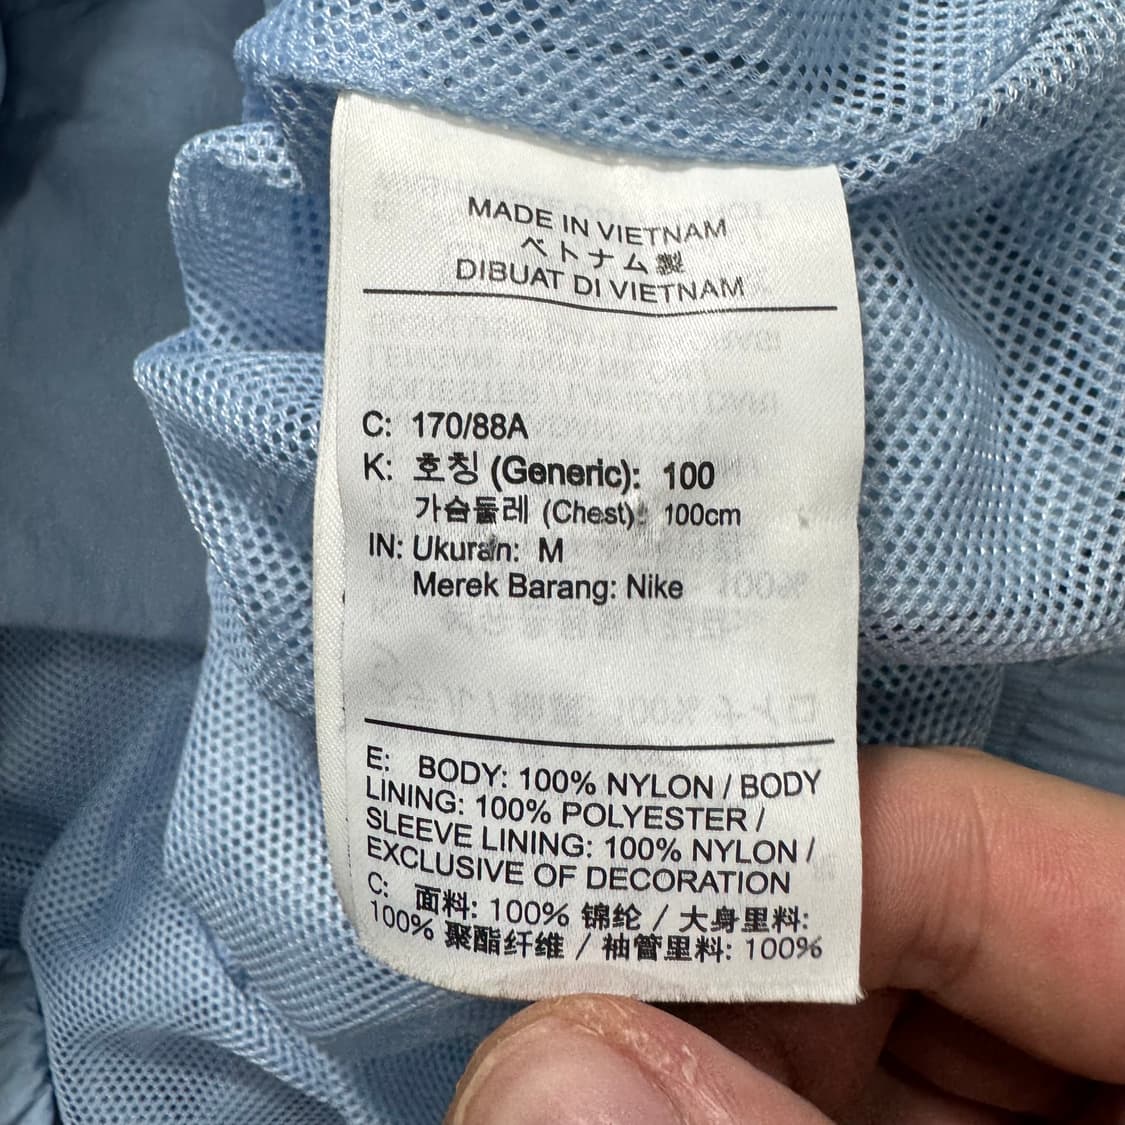 MADE IN VIETNAM
ベトナム製
DIBUAT DI VIETNAM
C: 170/88A
K: 호칭 (Generic): 100
가슴둘레 (Chest): 100cm
IN: Ukuran: M
Merek Barang: Nike
E: BODY: 100% NYLON / BODY
LINING: 100% POLYESTER /
SLEEVE LINING: 100% NYLON /
EXCLUSIVE OF DECORATION
C: 面料: 100% 锦纶 / 大身里料:
100% 聚酯纤维 / 袖管里料: 100%